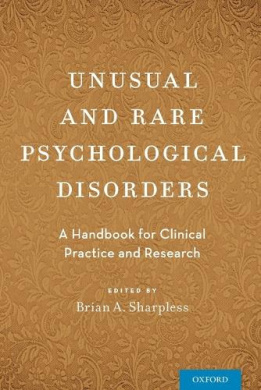 UNUSUAL
AND RARE
PSYCHOLOGICAL
DISORDERS
A Handbook for Clinical
Practice and Research
EDITED BY
Brian A. Sharpless
OXFORD